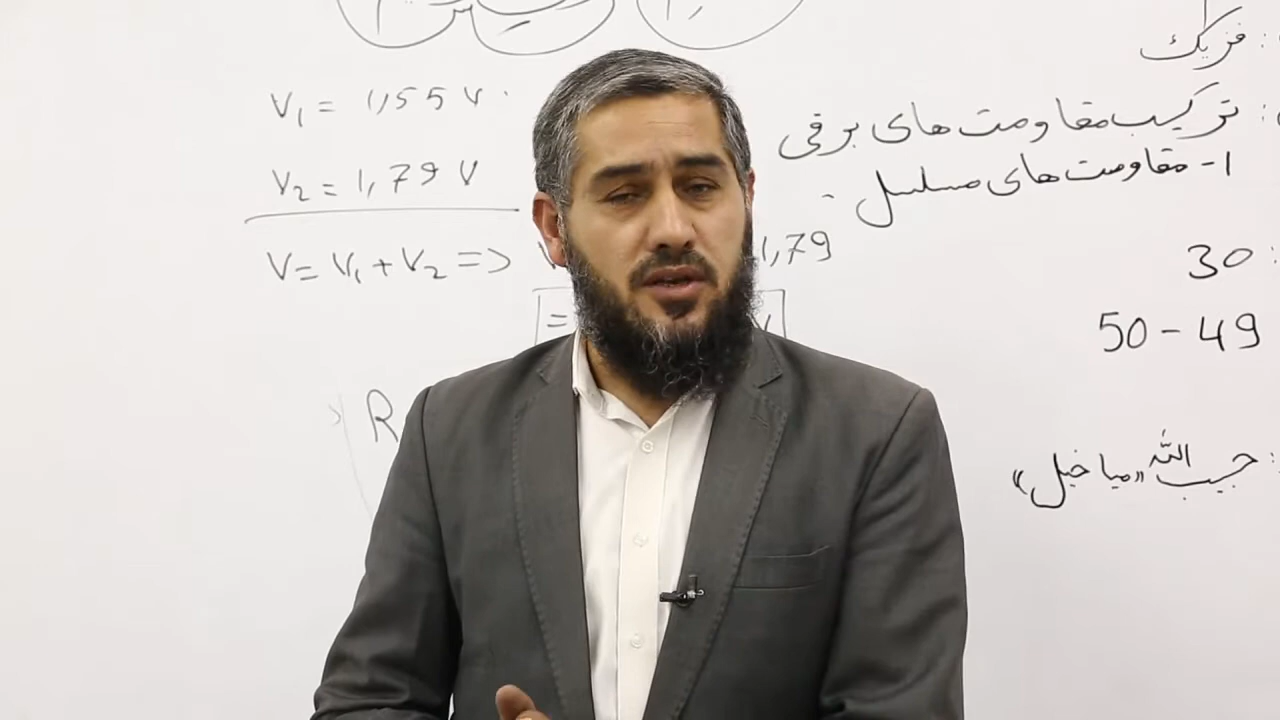 : فزیک
: ترکیب مقاومت های برقی
۱- مقاومت های مسلسل .
: 30
50 - 49
: حبیب الله «میاخیل»
V₁ = 1,55 V .
V₂ = 1,79 V
V = V₁ + V₂ => V 1,79
= V
R